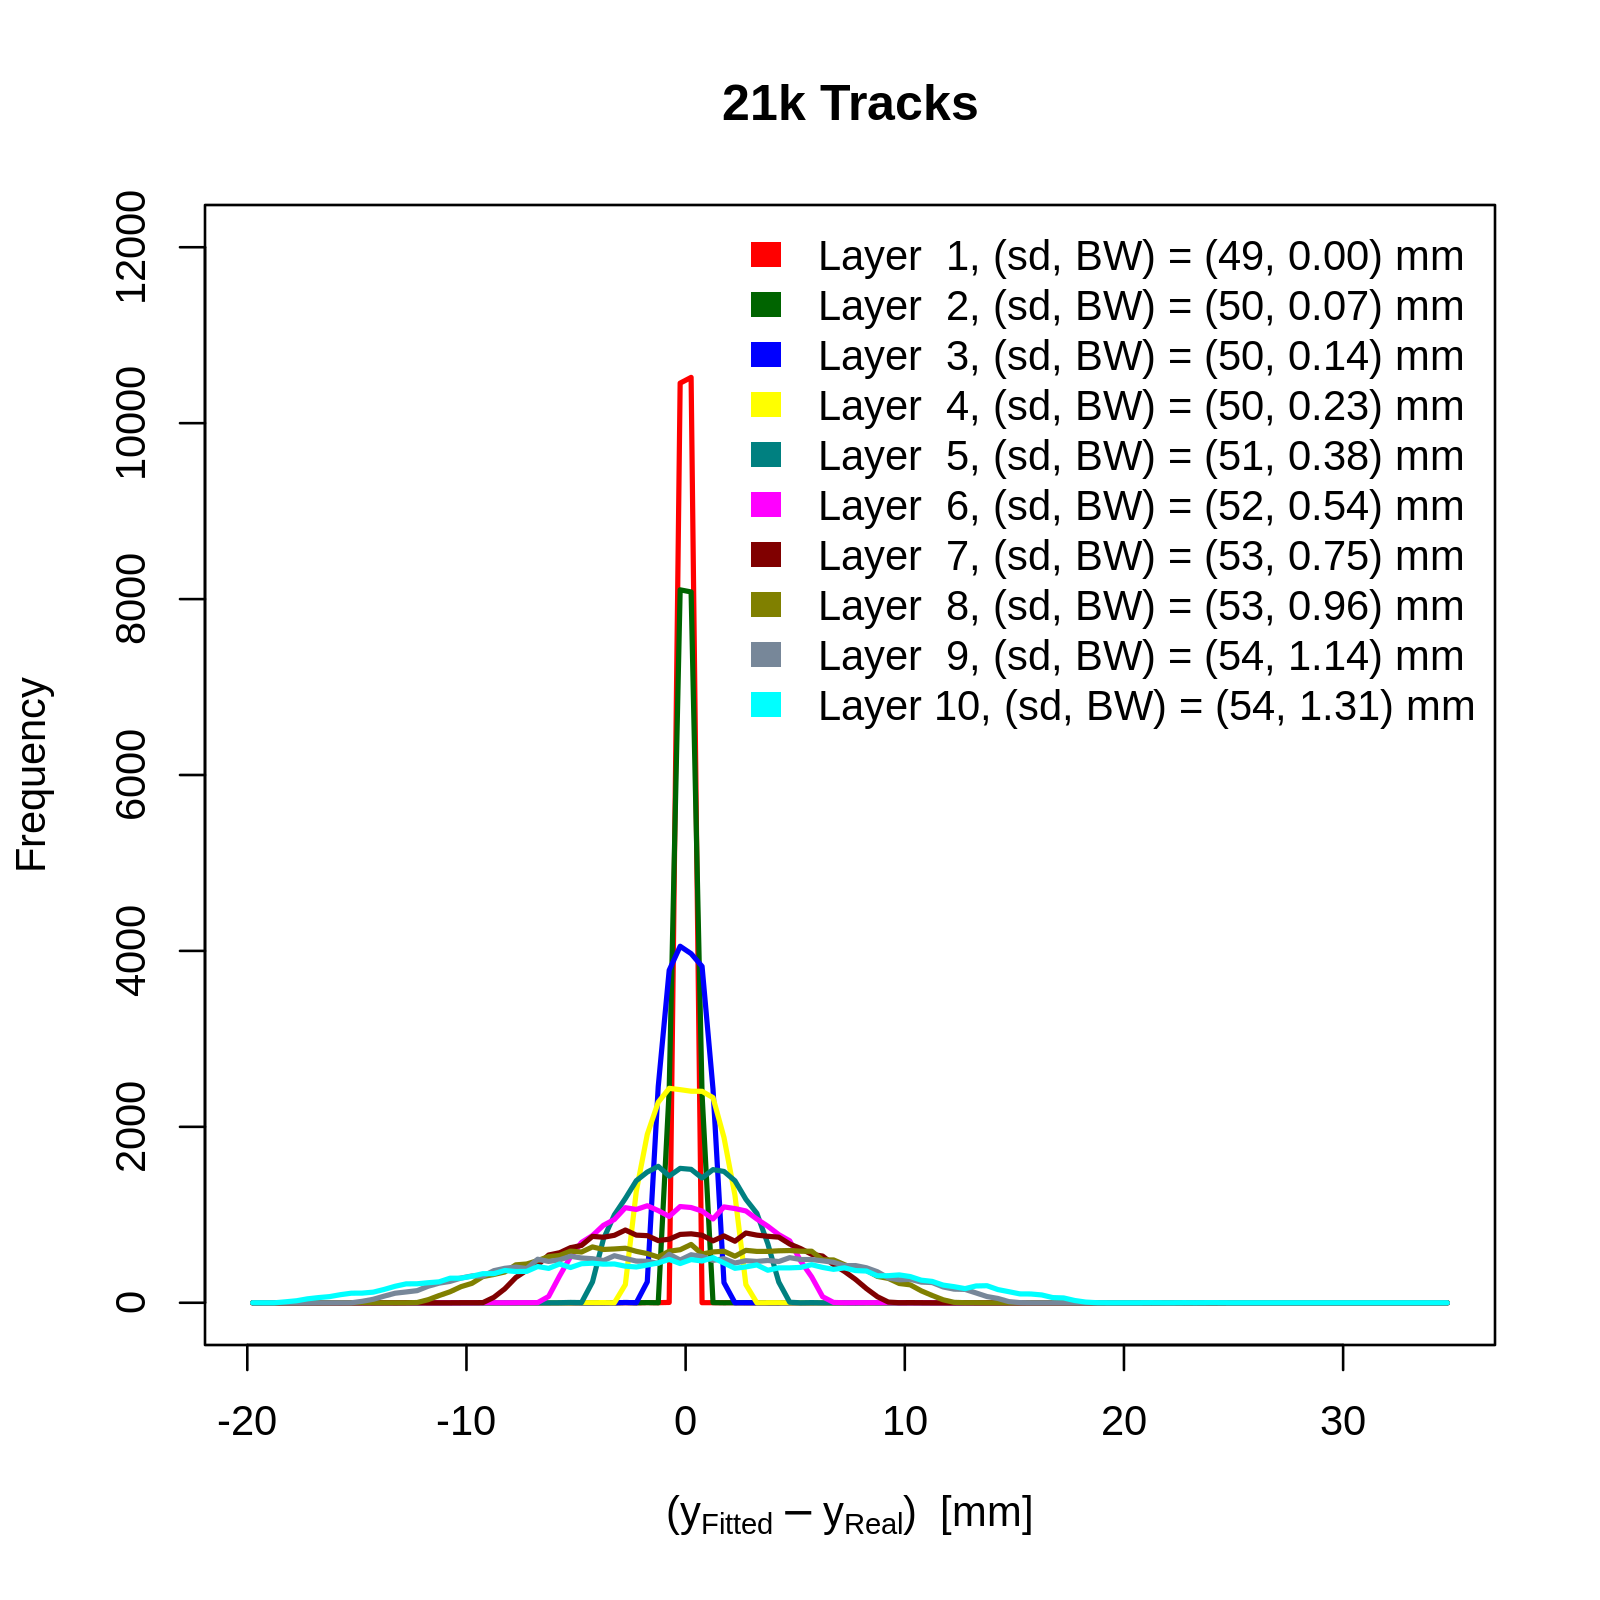 21k Tracks
Layer 1, (sd, BW) = (49, 0.00) mm
Layer 2, (sd, BW) = (50, 0.07) mm
Layer 3, (sd, BW) = (50, 0.14) mm
Layer 4, (sd, BW) = (50, 0.23) mm
Layer 5, (sd, BW) = (51, 0.38) mm
Layer 6, (sd, BW) = (52, 0.54) mm
Layer 7, (sd, BW) = (53, 0.75) mm
Layer 8, (sd, BW) = (53, 0.96) mm
Layer 9, (sd, BW) = (54, 1.14) mm
Layer 10, (sd, BW) = (54, 1.31) mm
Frequency
12000
10000
8000
6000
4000
2000
0
-20 -10 0 10 20 30
(yFitted − yReal) [mm]